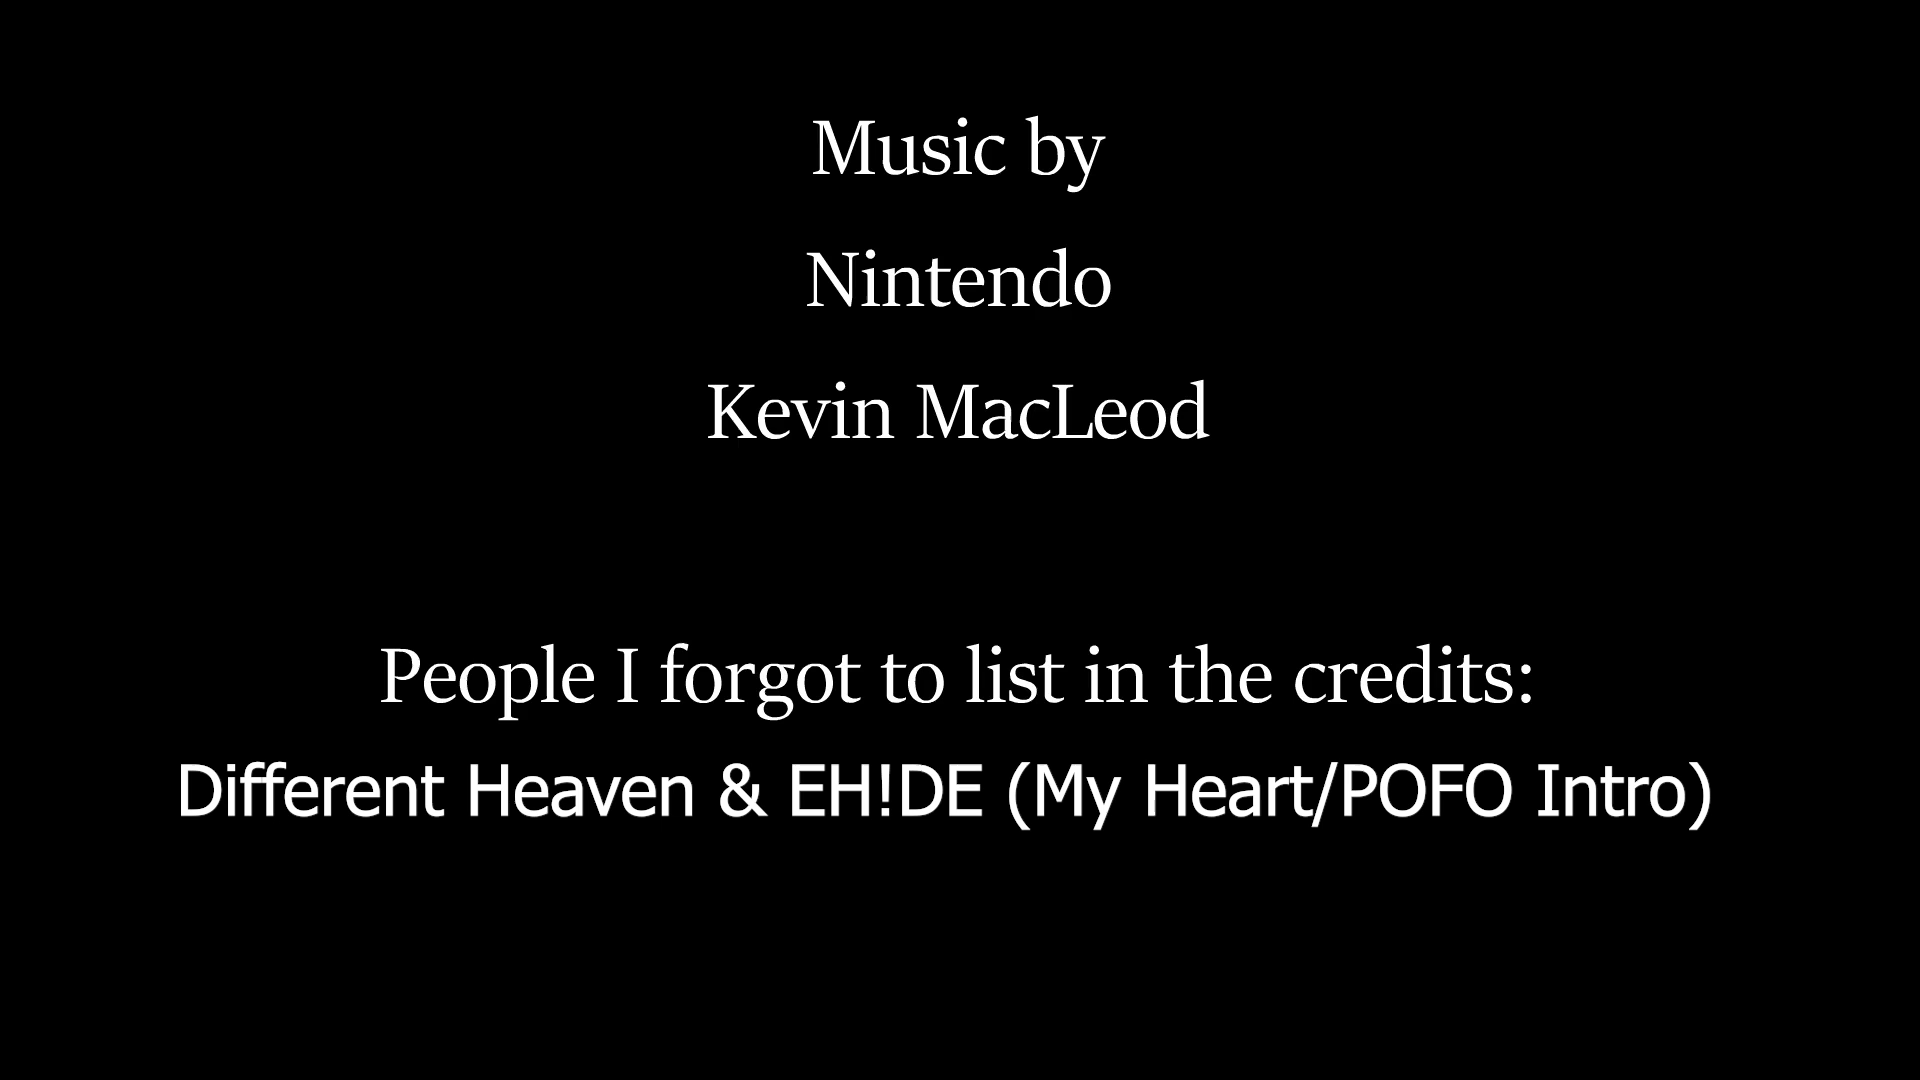 Music by
Nintendo
Kevin MacLeod
People I forgot to list in the credits:
Different Heaven & EH!DE (My Heart/POFO Intro)